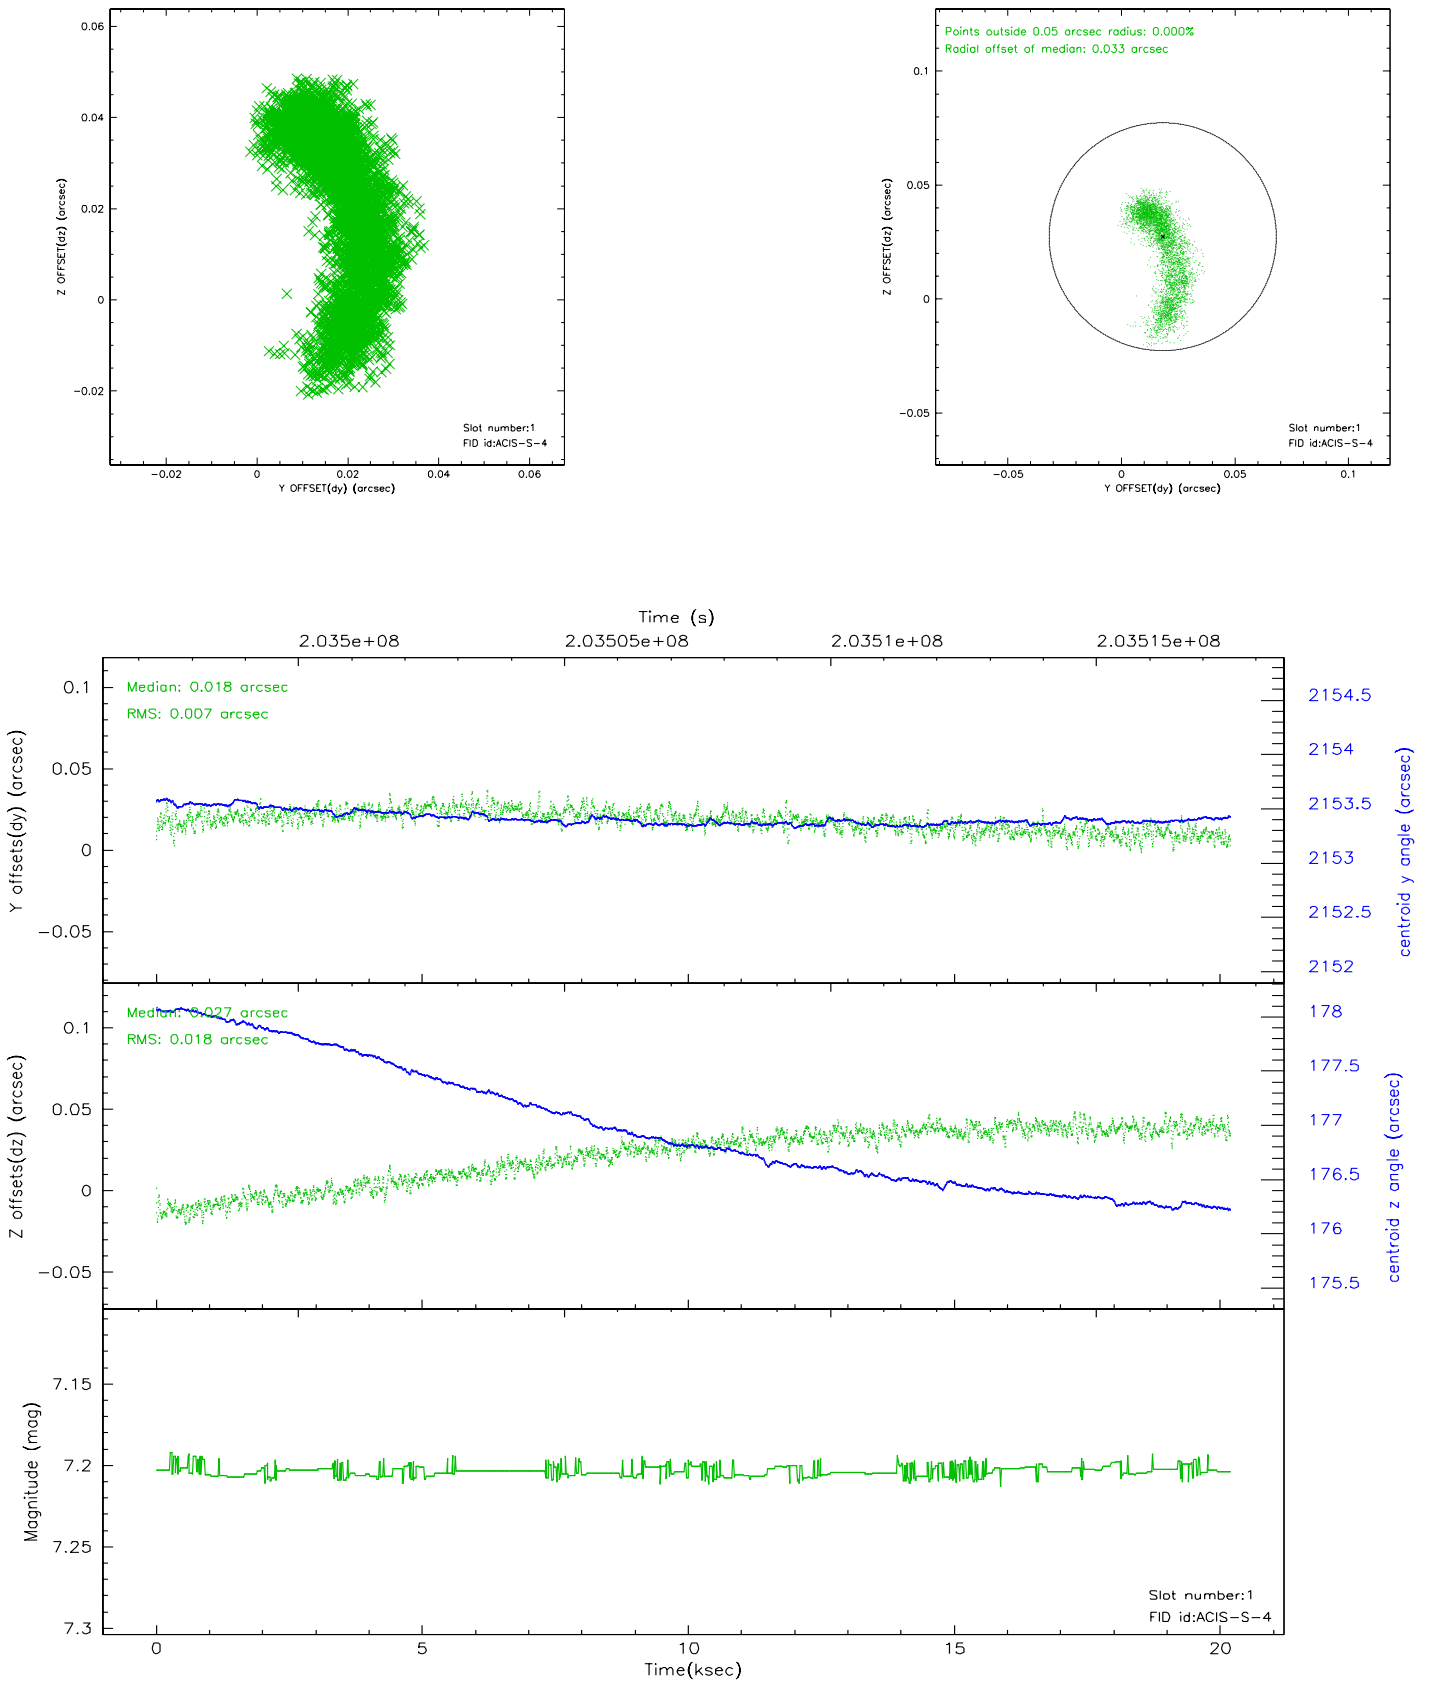 0.06
0.04
0.02
0
−0.02
Z OFFSET(dz) (arcsec)
Slot number:1
FID id:ACIS−S−4
−0.02 0 0.02 0.04 0.06
Y OFFSET(dy) (arcsec)
Points outside 0.05 arcsec radius: 0.000%
Radial offset of median: 0.033 arcsec
0.1
0.05
0
−0.05
Z OFFSET(dz) (arcsec)
Slot number:1
FID id:ACIS−S−4
−0.05 0 0.05 0.1
Y OFFSET(dy) (arcsec)
Time (s)
2.035e+08 2.03505e+08 2.0351e+08 2.03515e+08
Median: 0.018 arcsec
RMS: 0.007 arcsec
0.1
0.05
0
−0.05
Y offsets(dy) (arcsec)
2154.5
2154
2153.5
2153
2152.5
2152
centroid y angle (arcsec)
Median: 0.027 arcsec
RMS: 0.018 arcsec
0.1
0.05
0
−0.05
Z offsets(dz) (arcsec)
178
177.5
177
176.5
176
175.5
centroid z angle (arcsec)
7.15
7.2
7.25
7.3
Magnitude (mag)
Slot number:1
FID id:ACIS−S−4
0 5 10 15 20
Time(ksec)